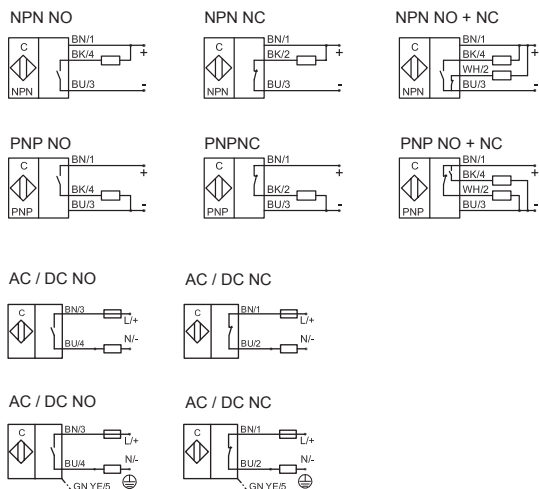 NPN NO
NPN NC
NPN NO + NC
C
BN/1
BK/4
+
NPN
BU/3
-
C
BN/1
BK/2
+
NPN
BU/3
-
C
BN/1
BK/4
+
WH/2
NPN
BU/3
-
PNP NO
PNPNC
PNP NO + NC
C
BN/1
+
BK/4
PNP
BU/3
-
C
BN/1
+
BK/2
PNP
BU/3
-
C
BN/1
BK/4
+
WH/2
PNP
BU/3
-
AC / DC NO
AC / DC NC
C
BN/3
L/+
BU/4
N/-
C
BN/1
L/+
BU/2
N/-
AC / DC NO
AC / DC NC
C
BN/3
L/+
BU/4
N/-
GN YE/5
C
BN/1
L/+
BU/2
N/-
GN YE/5